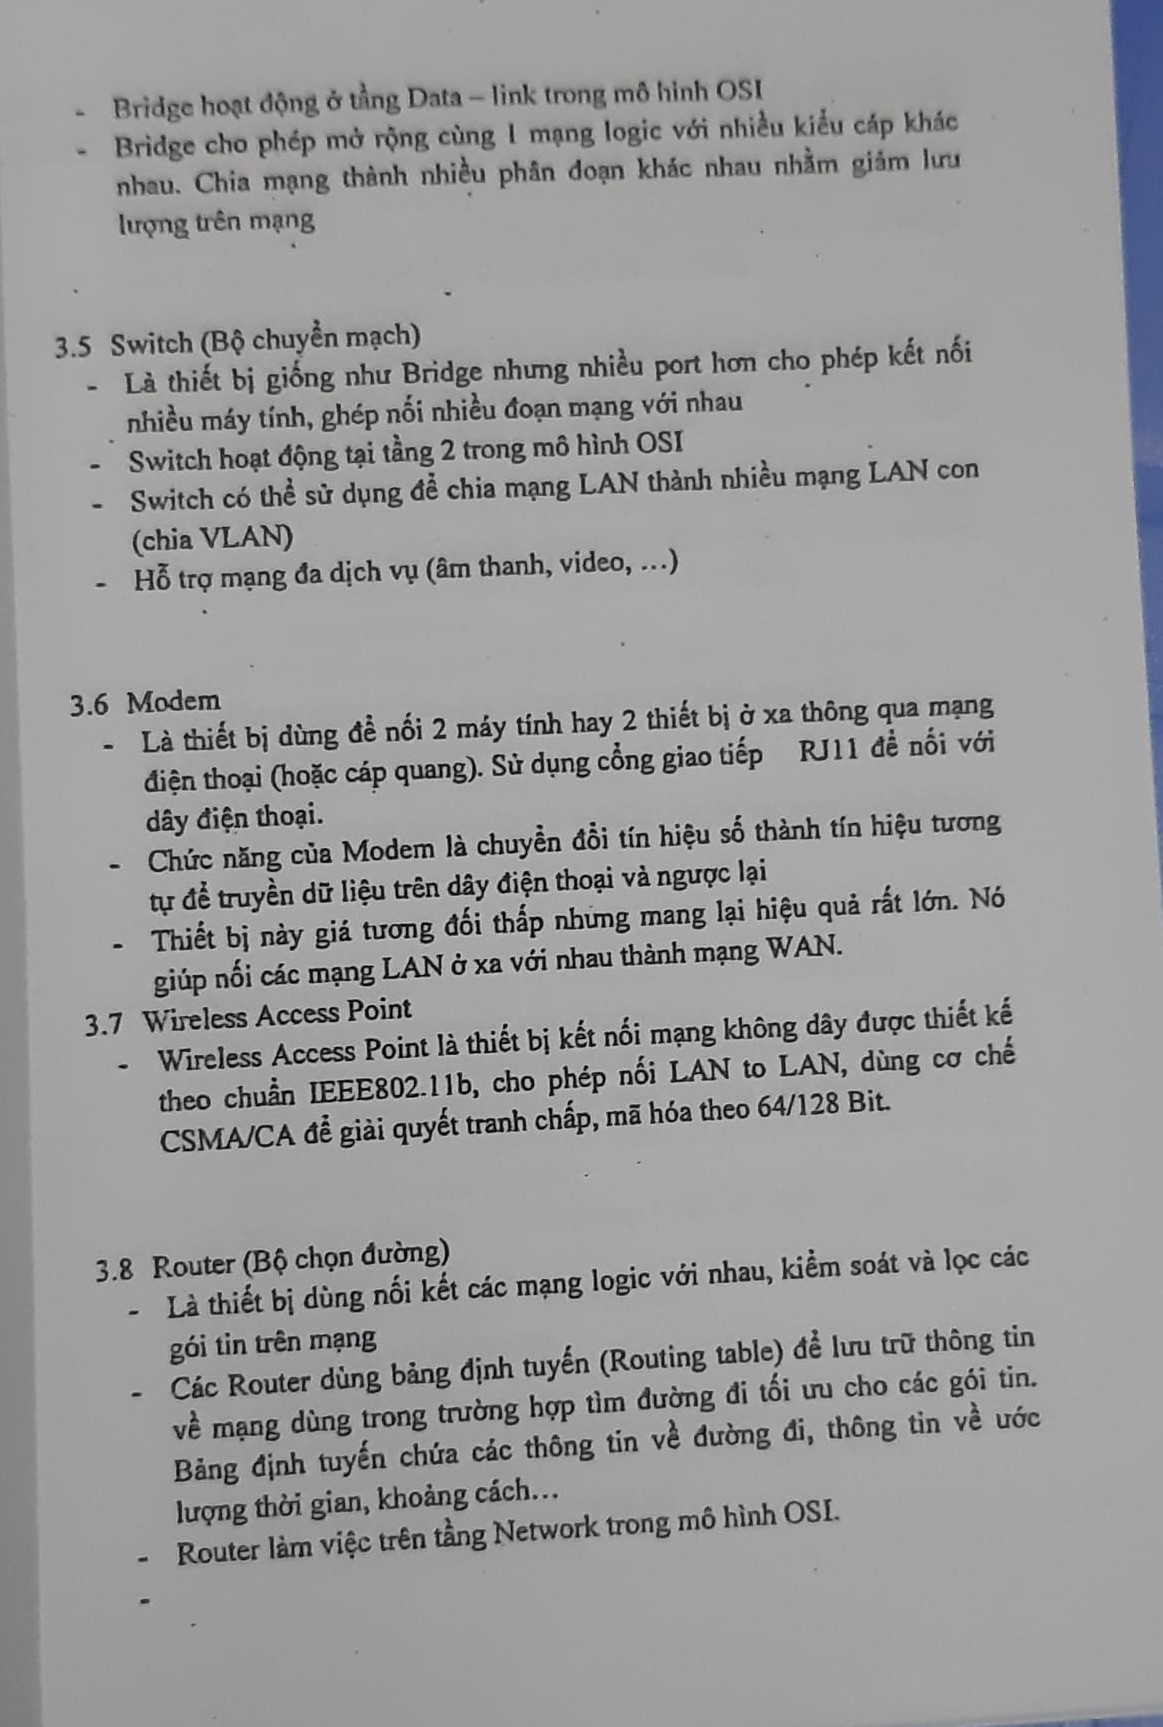 - Bridge hoạt động ở tầng Data – link trong mô hình OSI
- Bridge cho phép mở rộng cùng 1 mạng logic với nhiều kiểu cáp khác
nhau. Chia mạng thành nhiều phân đoạn khác nhau nhằm giảm lưu
lượng trên mạng
3.5 Switch (Bộ chuyển mạch)
- Là thiết bị giống như Bridge nhưng nhiều port hơn cho phép kết nối
nhiều máy tính, ghép nối nhiều đoạn mạng với nhau
- Switch hoạt động tại tầng 2 trong mô hình OSI
- Switch có thể sử dụng để chia mạng LAN thành nhiều mạng LAN con
(chia VLAN)
- Hỗ trợ mạng đa dịch vụ (âm thanh, video, …)
3.6 Modem
- Là thiết bị dùng để nối 2 máy tính hay 2 thiết bị ở xa thông qua mạng
điện thoại (hoặc cáp quang). Sử dụng cổng giao tiếp RJ11 để nối với
dây điện thoại.
- Chức năng của Modem là chuyển đổi tín hiệu số thành tín hiệu tương
tự để truyền dữ liệu trên dây điện thoại và ngược lại
- Thiết bị này giá tương đối thấp nhưng mang lại hiệu quả rất lớn. Nó
giúp nối các mạng LAN ở xa với nhau thành mạng WAN.
3.7 Wireless Access Point
- Wireless Access Point là thiết bị kết nối mạng không dây được thiết kế
theo chuẩn IEEE802.11b, cho phép nối LAN to LAN, dùng cơ chế
CSMA/CA để giải quyết tranh chấp, mã hóa theo 64/128 Bit.
3.8 Router (Bộ chọn đường)
- Là thiết bị dùng nối kết các mạng logic với nhau, kiểm soát và lọc các
gói tin trên mạng
- Các Router dùng bảng định tuyến (Routing table) để lưu trữ thông tin
về mạng dùng trong trường hợp tìm đường đi tối ưu cho các gói tin.
Bảng định tuyến chứa các thông tin về đường đi, thông tin về ước
lượng thời gian, khoảng cách…
- Router làm việc trên tầng Network trong mô hình OSI.
-